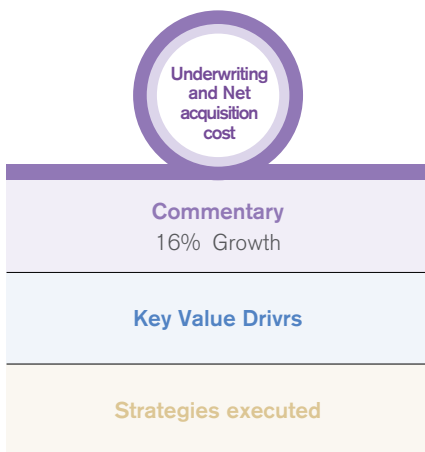 Underwriting
and Net
acquisition
cost
Commentary
16% Growth
Key Value Drivrs
Strategies executed